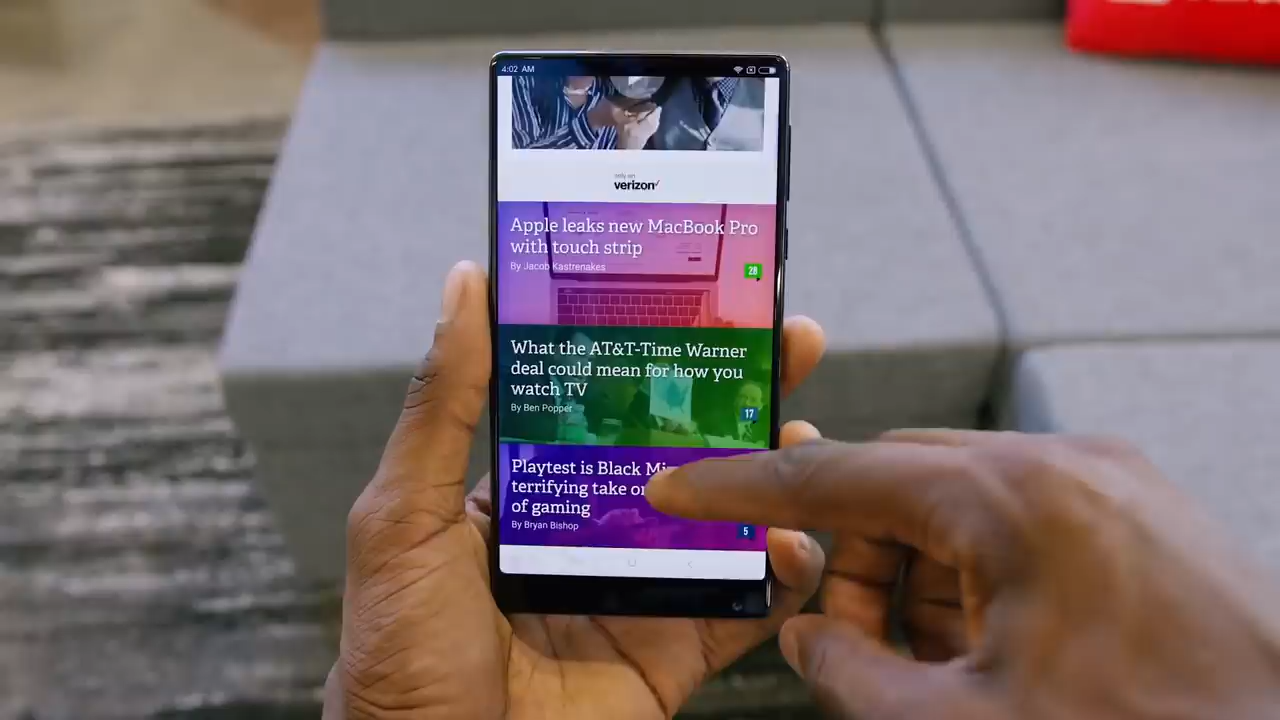 4:02 AM
only on
verizon
Apple leaks new MacBook Pro
with touch strip
By Jacob Kastrenakes
28
What the AT&T-Time Warner
deal could mean for how you
watch TV
By Ben Popper
17
Playtest is Black
terrifying take
of gaming
By Bryan Bishop
5